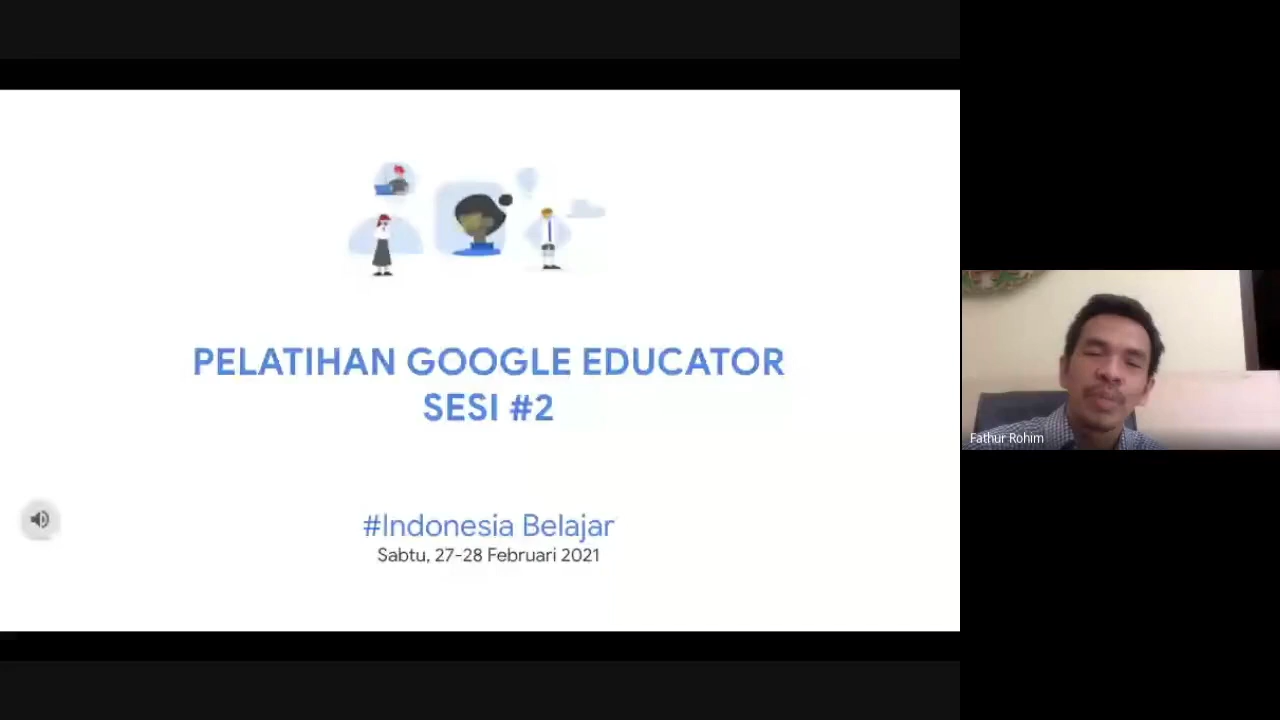 PELATIHAN GOOGLE EDUCATOR
SESI #2
#Indonesia Belajar
Sabtu, 27-28 Februari 2021
Fathur Rohim